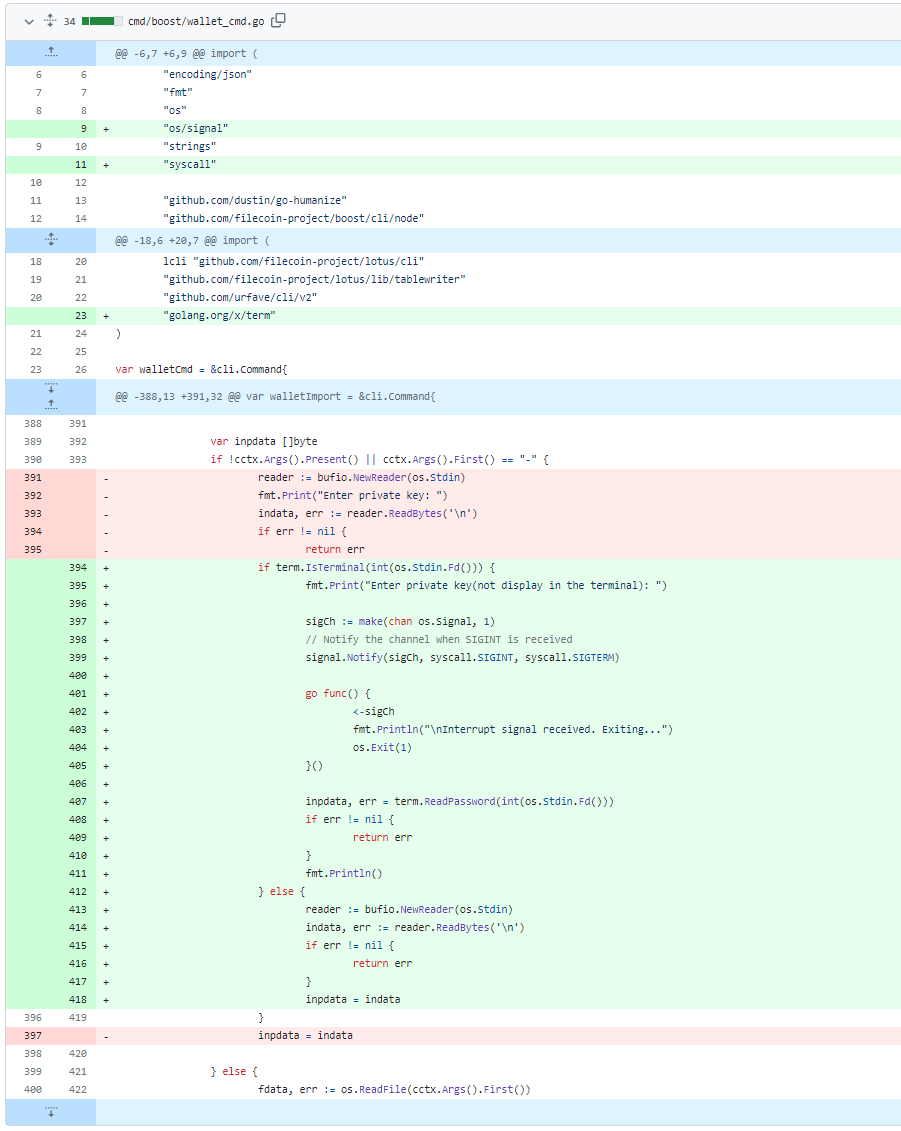 34 cmd/boost/wallet_cmd.go
@@ -6,7 +6,9 @@ import (
6 6 "encoding/json"
7 7 "fmt"
8 8 "os"
9 + "os/signal"
9 10 "strings"
11 + "syscall"
10 12
11 13 "github.com/dustin/go-humanize"
12 14 "github.com/filecoin-project/boost/cli/node"
@@ -18,6 +20,7 @@ import (
18 20 lcli "github.com/filecoin-project/lotus/cli"
19 21 "github.com/filecoin-project/lotus/lib/tablewriter"
20 22 "github.com/urfave/cli/v2"
23 + "golang.org/x/term"
21 24 )
22 25
23 26 var walletCmd = &cli.Command{
@@ -388,13 +391,32 @@ var walletImport = &cli.Command{
388 391
389 392 var inpdata []byte
390 393 if !cctx.Args().Present() || cctx.Args().First() == "-" {
391 - reader := bufio.NewReader(os.Stdin)
392 - fmt.Print("Enter private key: ")
393 - indata, err := reader.ReadBytes('\n')
394 - if err != nil {
395 - return err
394 + if term.IsTerminal(int(os.Stdin.Fd())) {
395 + fmt.Print("Enter private key(not display in the terminal): ")
396 +
397 + sigCh := make(chan os.Signal, 1)
398 + // Notify the channel when SIGINT is received
399 + signal.Notify(sigCh, syscall.SIGINT, syscall.SIGTERM)
400 +
401 + go func() {
402 + <-sigCh
403 + fmt.Println("\nInterrupt signal received. Exiting...")
404 + os.Exit(1)
405 + }()
406 +
407 + inpdata, err = term.ReadPassword(int(os.Stdin.Fd()))
408 + if err != nil {
409 + return err
410 + }
411 + fmt.Println()
412 + } else {
413 + reader := bufio.NewReader(os.Stdin)
414 + indata, err := reader.ReadBytes('\n')
415 + if err != nil {
416 + return err
417 + }
418 + inpdata = indata
396 419 }
397 - inpdata = indata
398 420
399 421 } else {
400 422 fdata, err := os.ReadFile(cctx.Args().First())